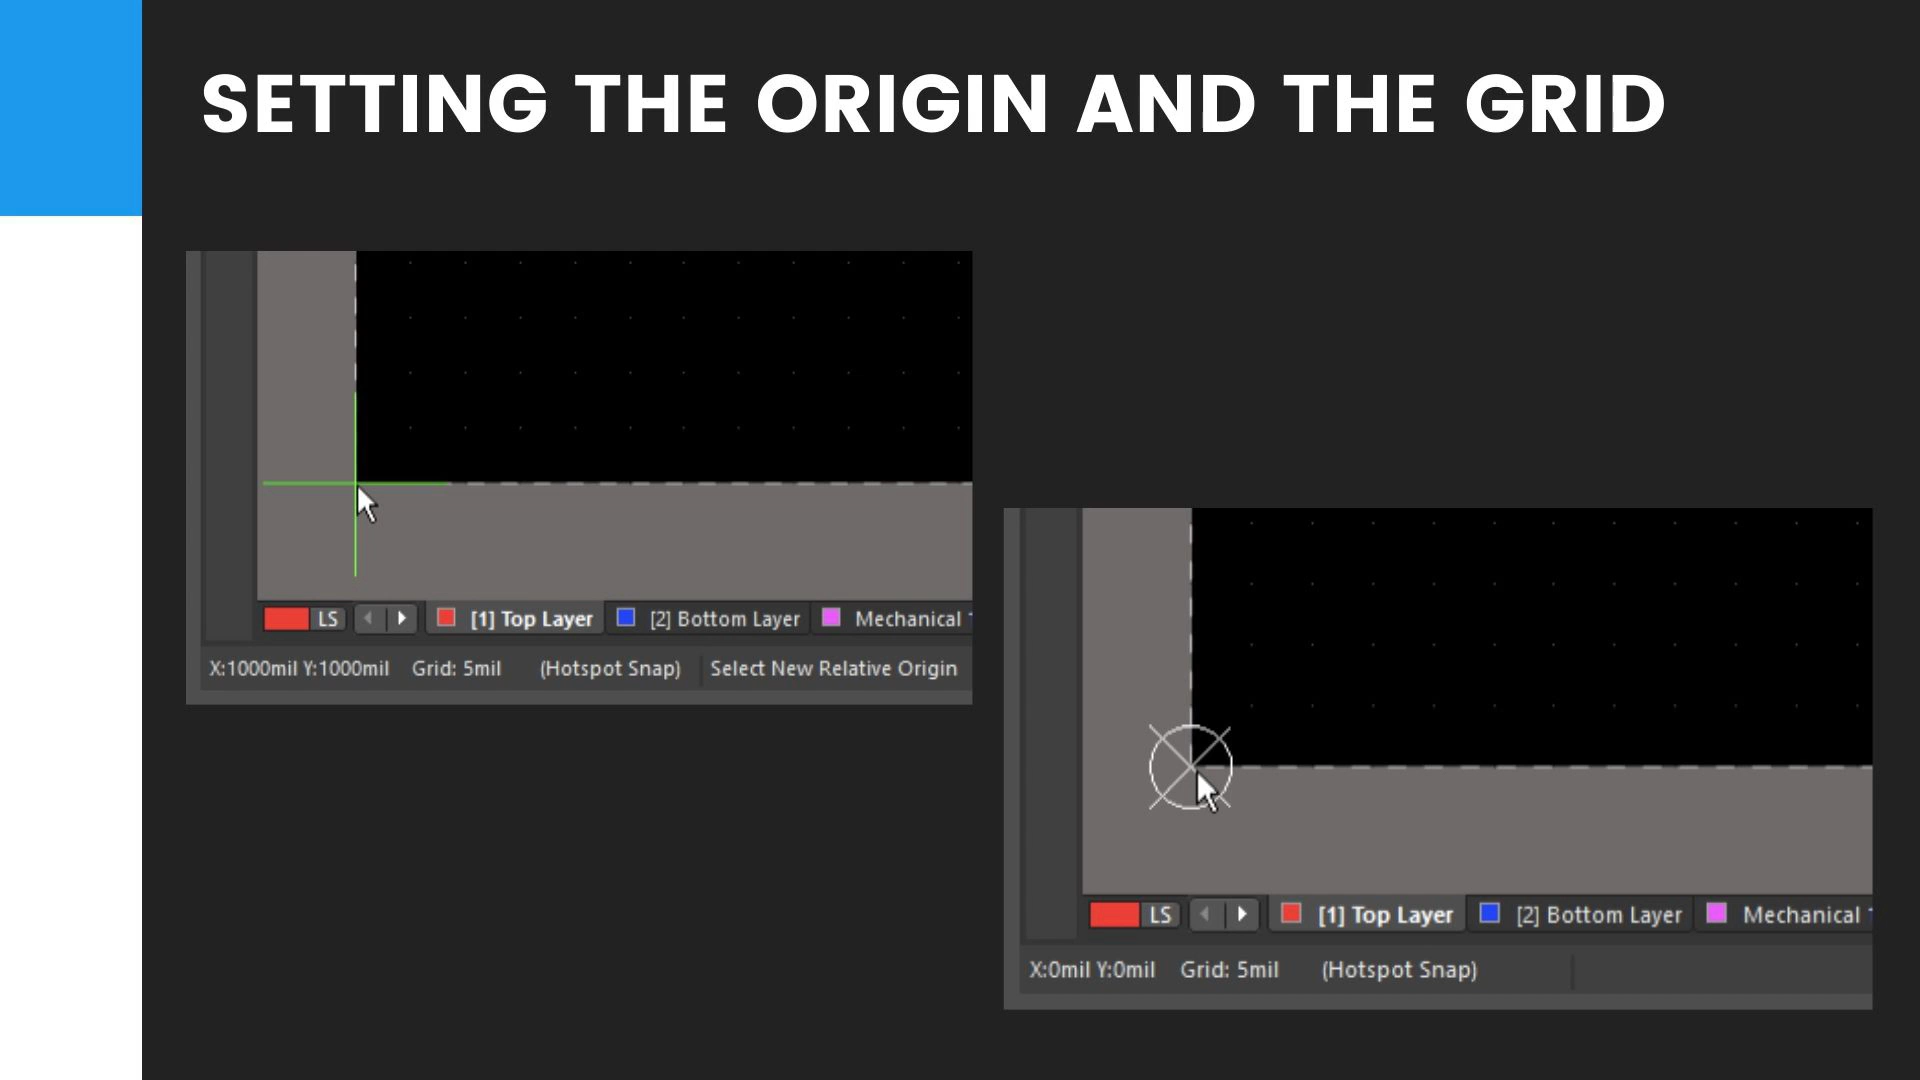 SETTING THE ORIGIN AND THE GRID
LS [1] Top Layer [2] Bottom Layer Mechanical
X:1000mil Y:1000mil Grid: 5mil (Hotspot Snap) Select New Relative Origin
LS [1] Top Layer [2] Bottom Layer Mechanical
X:0mil Y:0mil Grid: 5mil (Hotspot Snap)